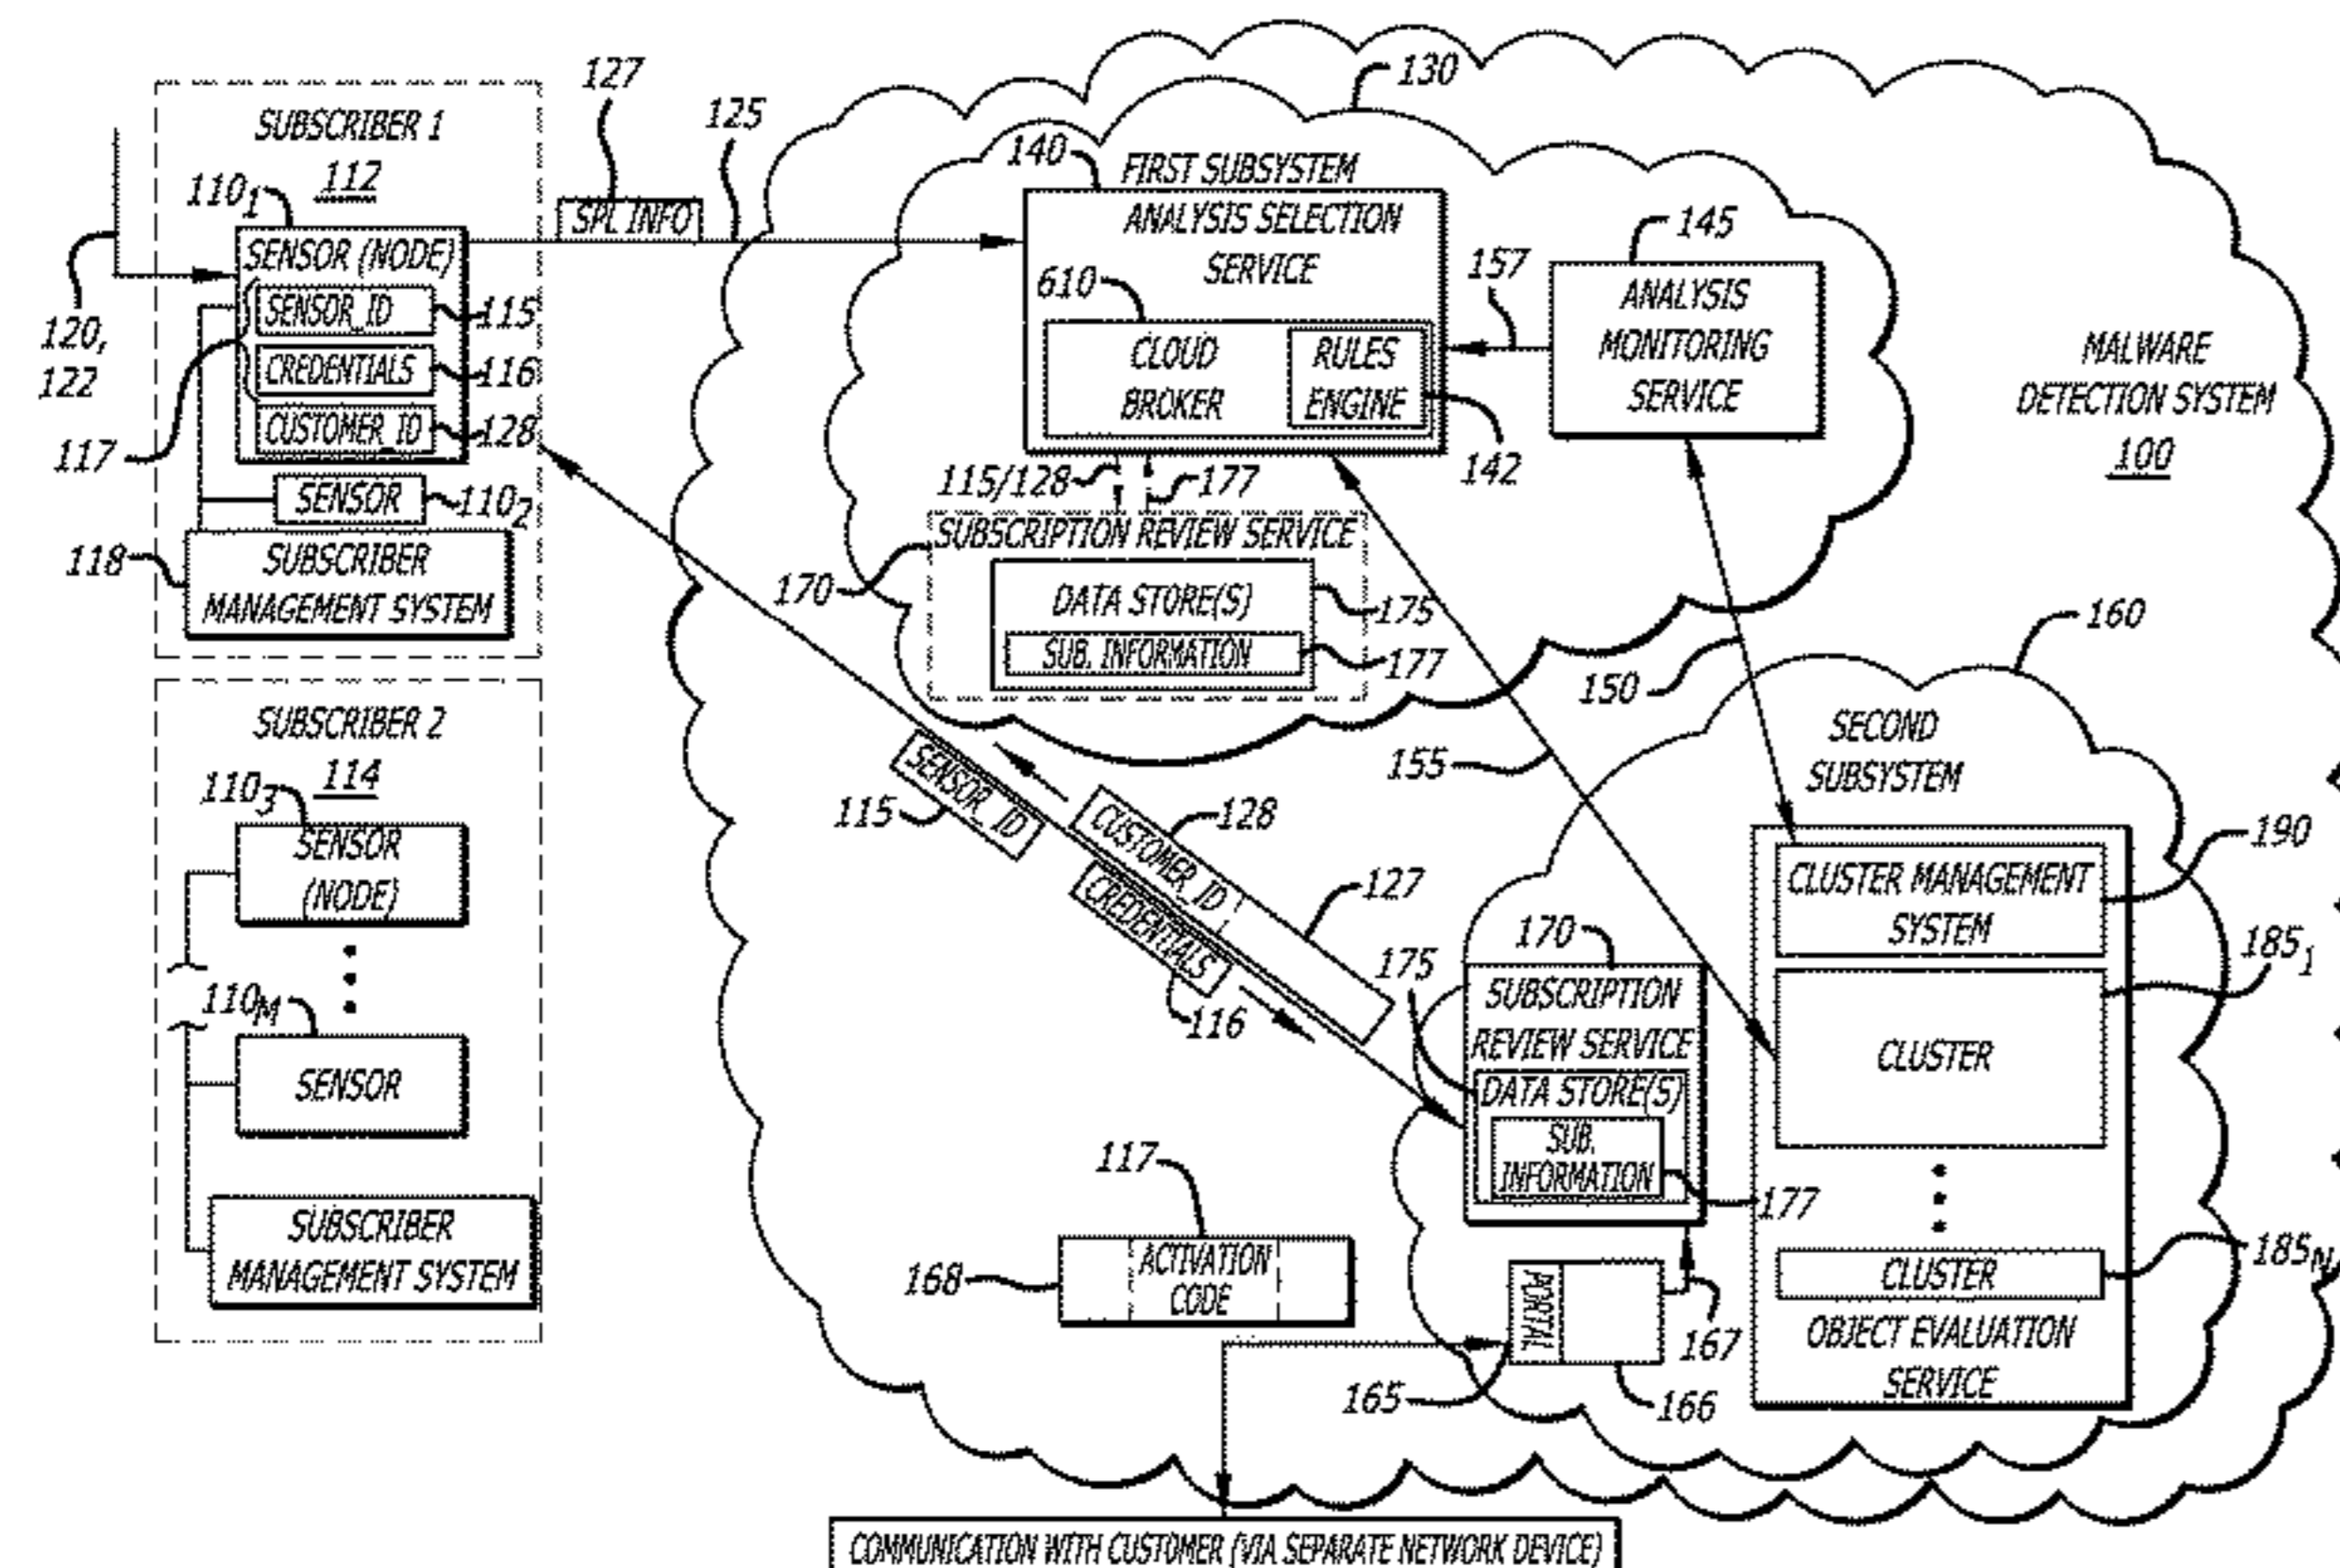 SUBSCRIBER 1
112
110₁
SENSOR (NODE)
SENSOR_ID
115
CREDENTIALS
116
CUSTOMER_ID
128
120,
122
117
SENSOR
110₂
118
SUBSCRIBER
MANAGEMENT SYSTEM
SUBSCRIBER 2
114
110₃
SENSOR
(NODE)
110M
SENSOR
SUBSCRIBER
MANAGEMENT SYSTEM
127
SPL INFO
125
130
140
FIRST SUBSYSTEM
ANALYSIS SELECTION
SERVICE
610
CLOUD
BROKER
RULES
ENGINE
142
157
145
ANALYSIS
MONITORING
SERVICE
MALWARE
DETECTION SYSTEM
100
115/128
177
SUBSCRIPTION REVIEW SERVICE
170
DATA STORE(S)
175
SUB. INFORMATION
177
150
155
160
SECOND
SUBSYSTEM
SENSOR_ID
115
CUSTOMER_ID
128
127
CREDENTIALS
116
190
CLUSTER MANAGEMENT
SYSTEM
185₁
CLUSTER
185N
CLUSTER
OBJECT EVALUATION
SERVICE
170
175
SUBSCRIPTION
REVIEW SERVICE
DATA STORE(S)
SUB.
INFORMATION
177
117
168
ACTIVATION
CODE
PORTAL
167
165
166
COMMUNICATION WITH CUSTOMER (VIA SEPARATE NETWORK DEVICE)